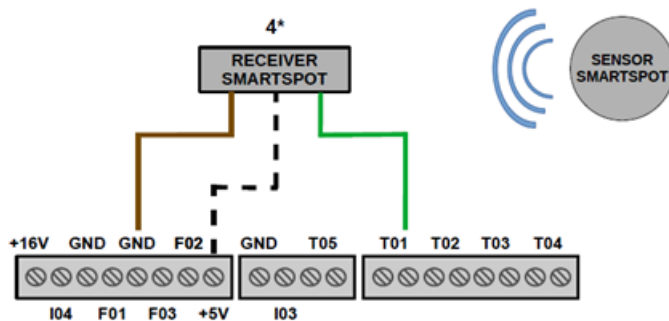 4*
RECEIVER
SMARTSPOT
SENSOR
SMARTSPOT
+16V GND GND F02 GND T05 T01 T02 T03 T04
I04 F01 F03 +5V I03